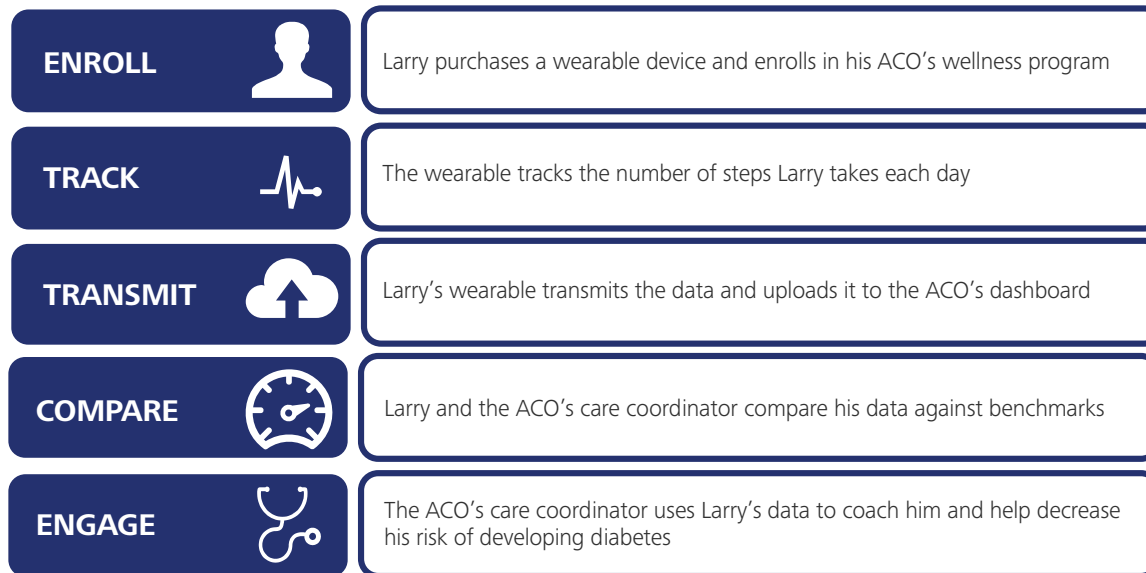 ENROLL
Larry purchases a wearable device and enrolls in his ACO’s wellness program
TRACK
The wearable tracks the number of steps Larry takes each day
TRANSMIT
Larry’s wearable transmits the data and uploads it to the ACO’s dashboard
COMPARE
Larry and the ACO’s care coordinator compare his data against benchmarks
ENGAGE
The ACO’s care coordinator uses Larry’s data to coach him and help decrease
his risk of developing diabetes